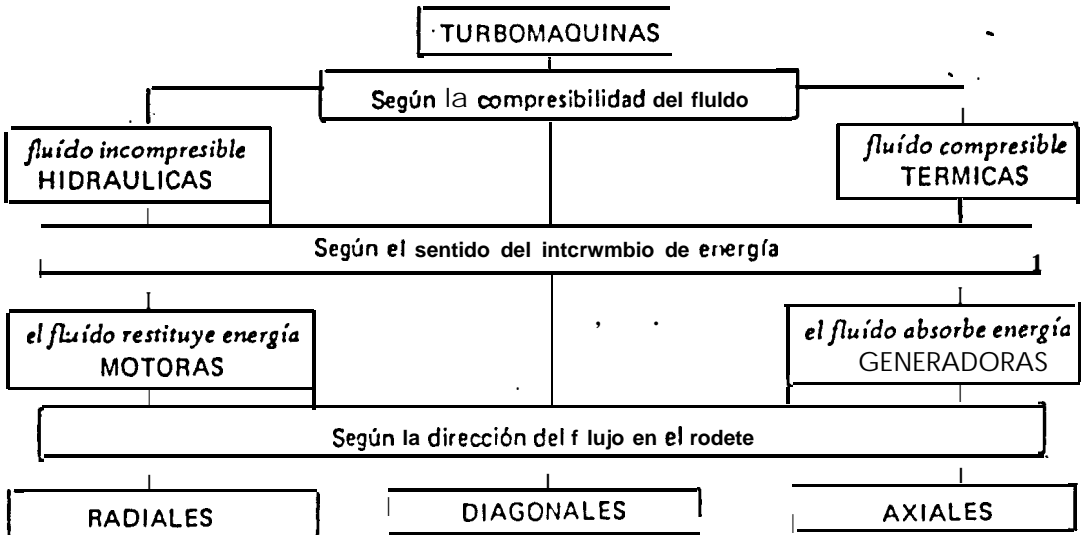 TURBOMAQUINAS
Según la compresibilidad del fluldo
fluído incompresible
HIDRAULICAS
fluído compresible
TERMICAS
Según el sentido del intcrwmbio de energía
1
el fluído restituye energía
MOTORAS
el fluído absorbe energía
GENERADORAS
Según la dirección del f lujo en el rodete
RADIALES
DIAGONALES
AXIALES